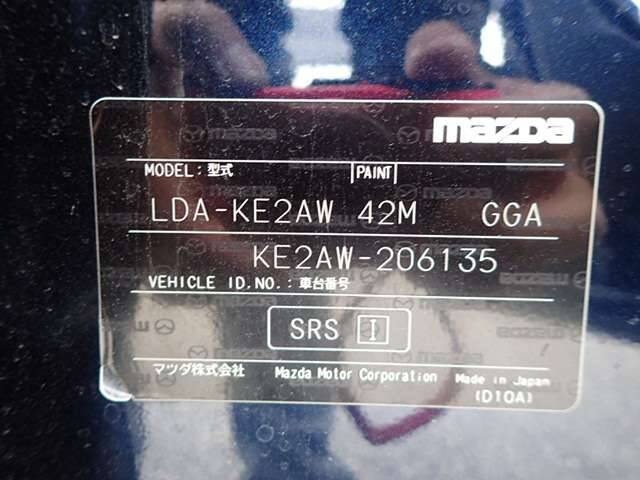 mazda
MODEL: 型式 PAINT
LDA-KE2AW 42M GGA
KE2AW-206135
VEHICLE ID.NO.: 車台番号
SRS I
マツダ株式会社 Mazda Motor Corporation Made in Japan
(D10A)